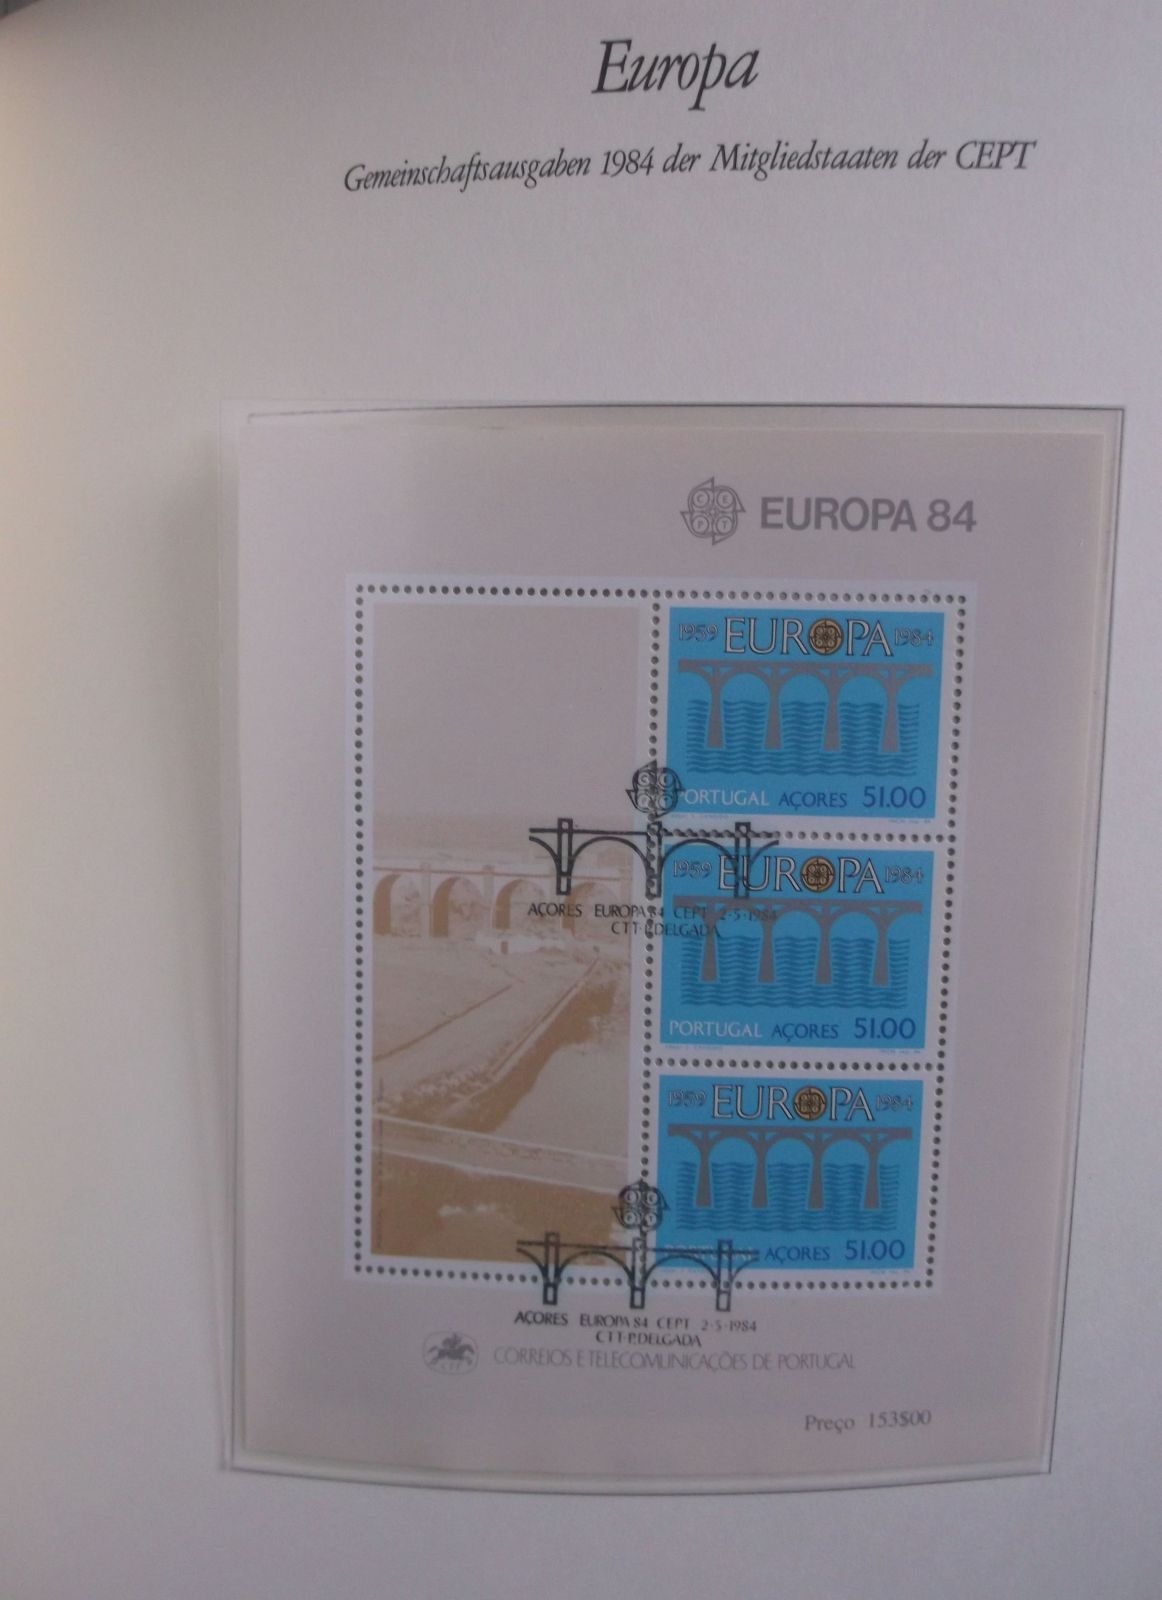 Europa
Gemeinschaftsausgaben 1984 der Mitgliedstaaten der CEPT
C E P T
EUROPA 84
1959 EUROPA 1984
PORTUGAL AÇORES 51.00
1959 EUROPA 1984
AÇORES EUROPA 84 CEPT 2-5-1984
CTT-P.DELGADA
PORTUGAL AÇORES 51.00
1959 EUROPA 1984
PORTUGAL AÇORES 51.00
AÇORES EUROPA 84 CEPT 2-5-1984
CTT-P.DELGADA
CORREIOS E TELECOMUNICAÇÕES DE PORTUGAL
Preço 153$00